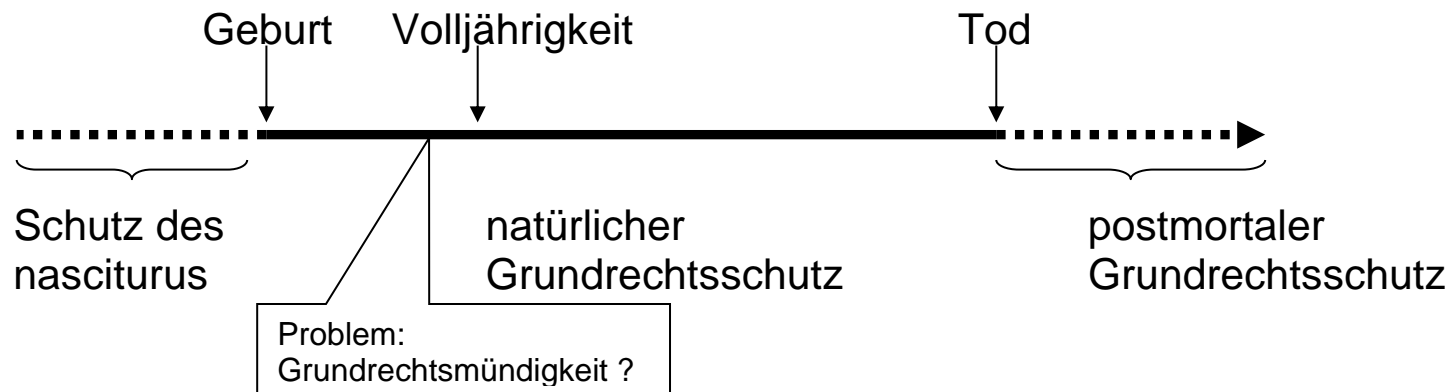 Geburt
Volljährigkeit
Tod
Schutz des
nasciturus
natürlicher
Grundrechtsschutz
postmortaler
Grundrechtsschutz
Problem:
Grundrechtsmündigkeit ?